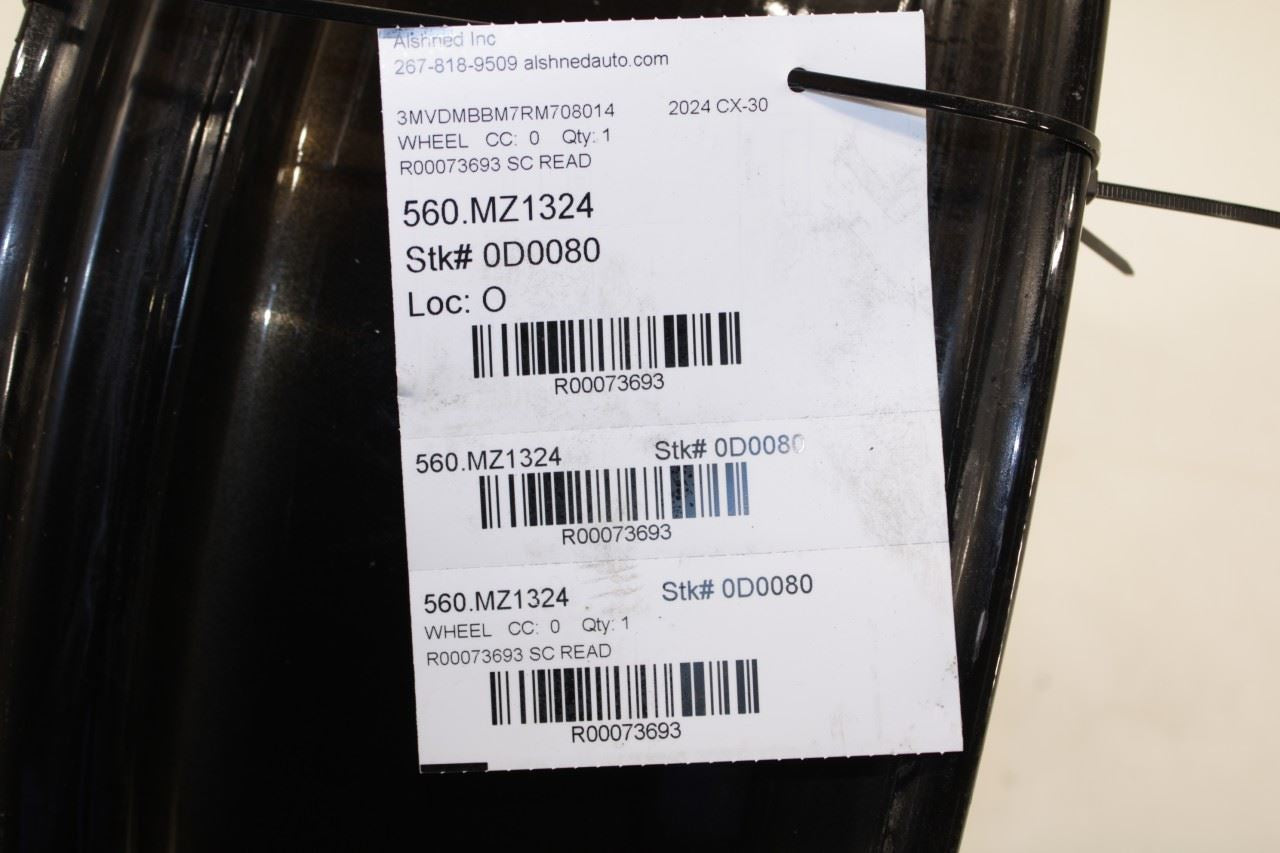 Alshned Inc
267-818-9509 alshnedauto.com
3MVDMBBM7RM708014 2024 CX-30
WHEEL CC: 0 Qty: 1
R00073693 SC READ
560.MZ1324
Stk# 0D0080
Loc: O
R00073693
560.MZ1324 Stk# 0D0080
R00073693
560.MZ1324 Stk# 0D0080
WHEEL CC: 0 Qty: 1
R00073693 SC READ
R00073693